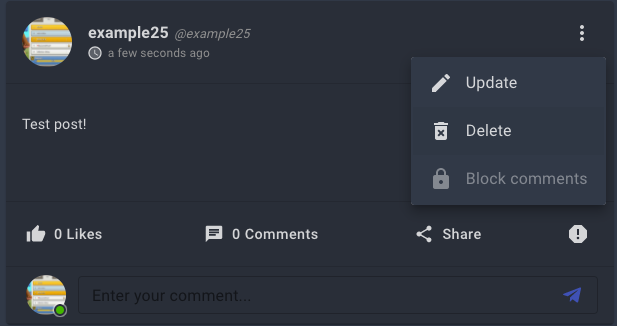 example25 @example25
a few seconds ago
Update
Test post!
Delete
Block comments
0 Likes 0 Comments Share
Enter your comment...